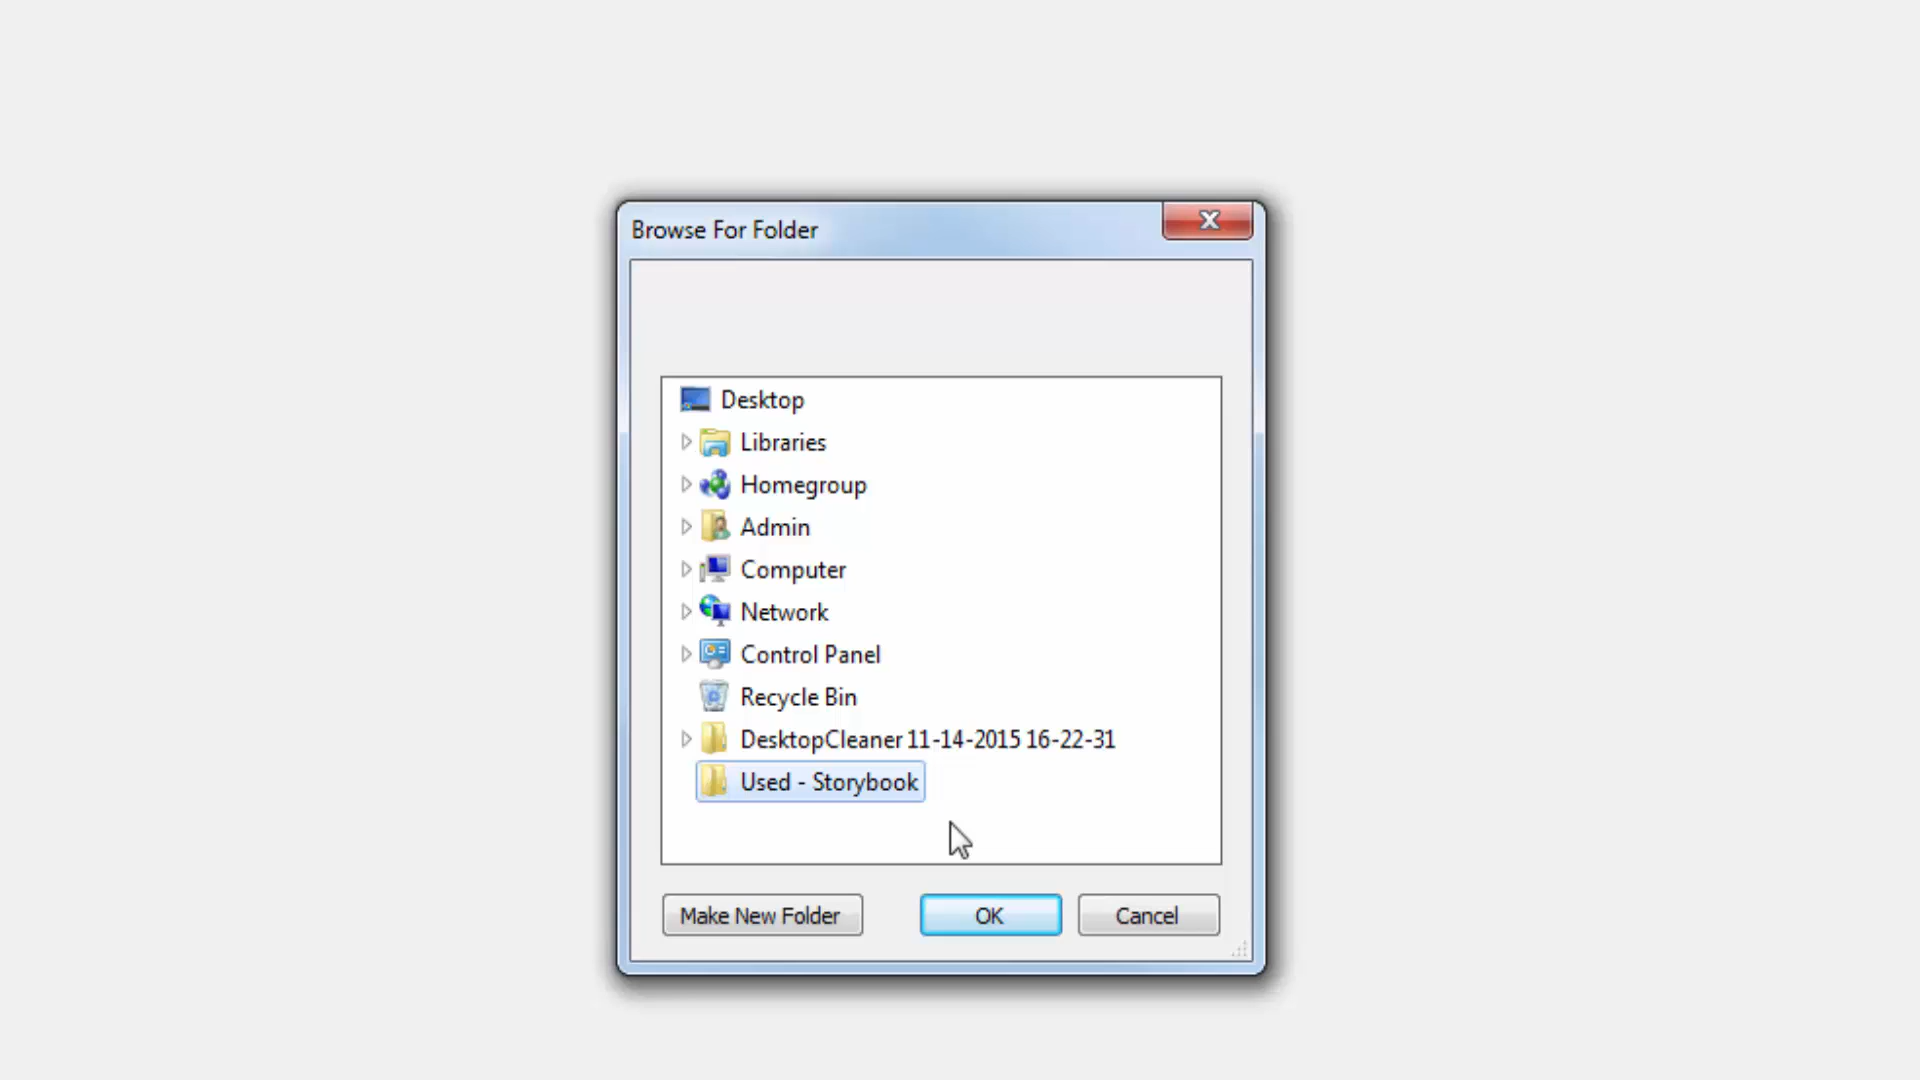 Browse For Folder
Desktop
Libraries
Homegroup
Admin
Computer
Network
Control Panel
Recycle Bin
DesktopCleaner 11-14-2015 16-22-31
Used - Storybook
Make New Folder
OK
Cancel